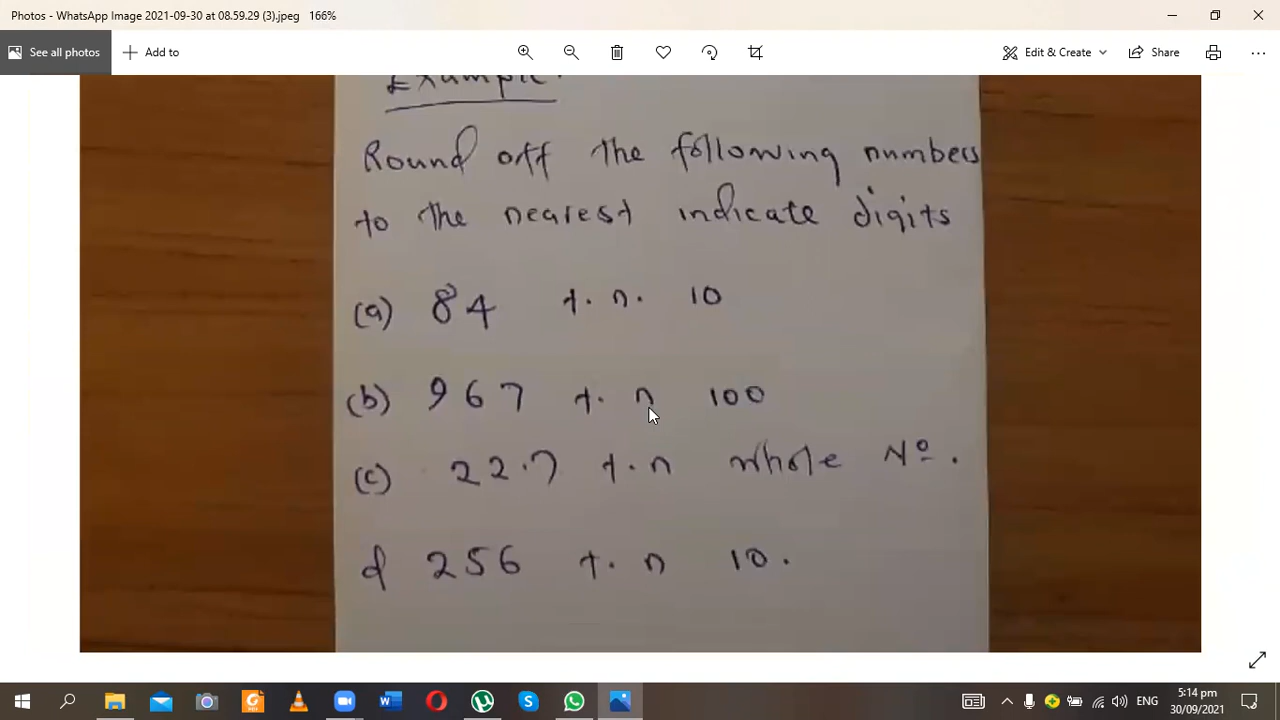 Photos - WhatsApp Image 2021-09-30 at 08.59.29 (3).jpeg 166%
See all photos
Add to
Edit & Create
Share
Example.
Round off the following numbers
to the nearest indicate digits
(a) 84 t. n. 10
(b) 967 t. n 100
(c) 22.7 t. n whole Nº.
d 256 t. n 10.
ENG
5:14 pm
30/09/2021